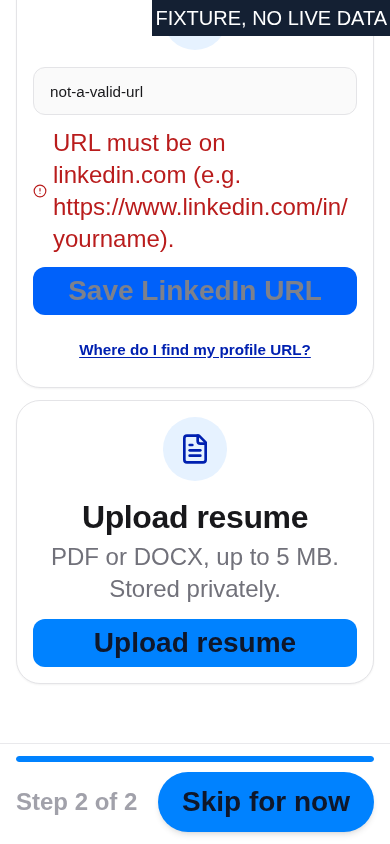 FIXTURE, NO LIVE DATA
not-a-valid-url
URL must be on
linkedin.com (e.g.
https://www.linkedin.com/in/
yourname).
Save LinkedIn URL
Where do I find my profile URL?
Upload resume
PDF or DOCX, up to 5 MB.
Stored privately.
Upload resume
Step 2 of 2
Skip for now